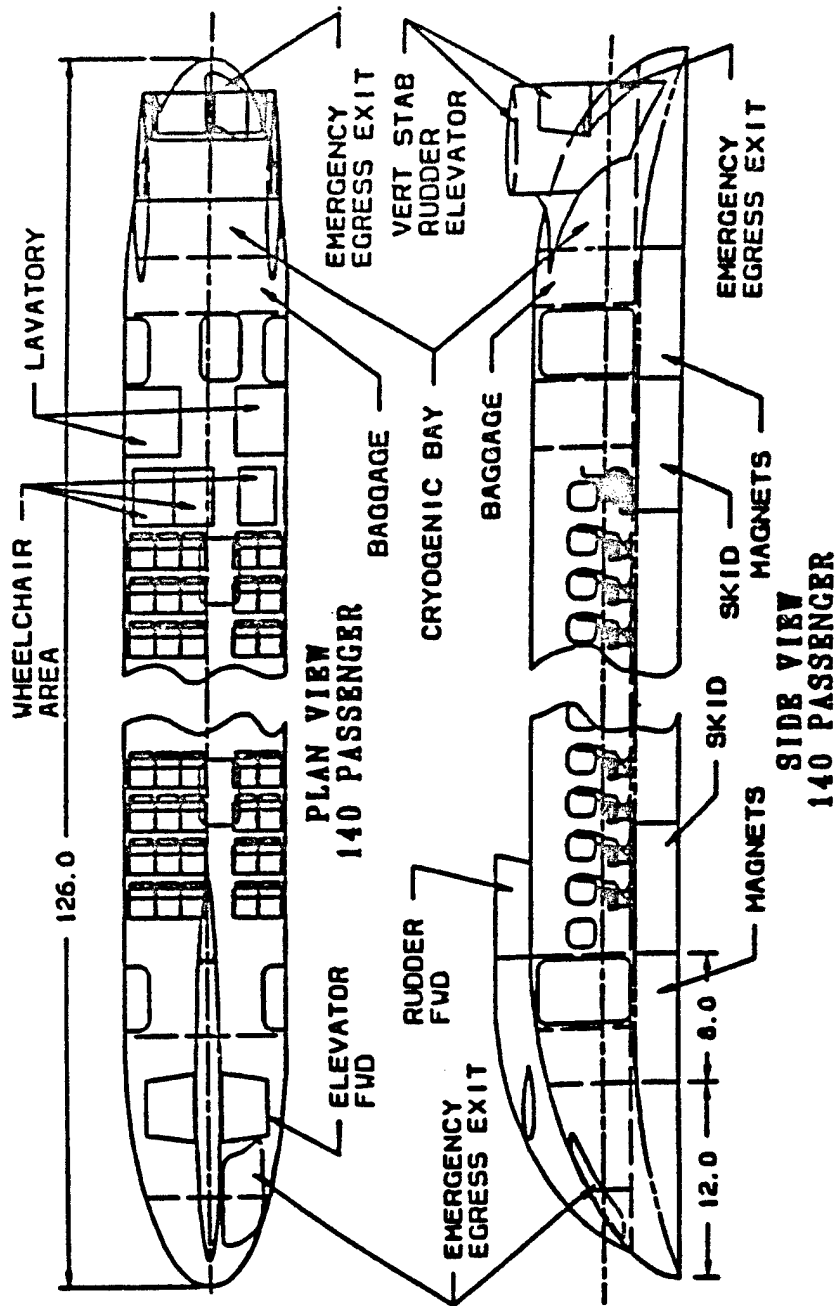 126.0
WHEELCHAIR
AREA
LAVATORY
ELEVATOR
FWD
PLAN VIEW
140 PASSENGER
BAGGAGE
EMERGENCY
EGRESS EXIT
CRYOGENIC BAY
VERT STAB
RUDDER
ELEVATOR
RUDDER
FWD
BAGGAGE
EMERGENCY
EGRESS EXIT
12.0
8.0
MAGNETS
SKID
SKID
MAGNETS
EMERGENCY
EGRESS EXIT
SIDE VIEW
140 PASSENGER